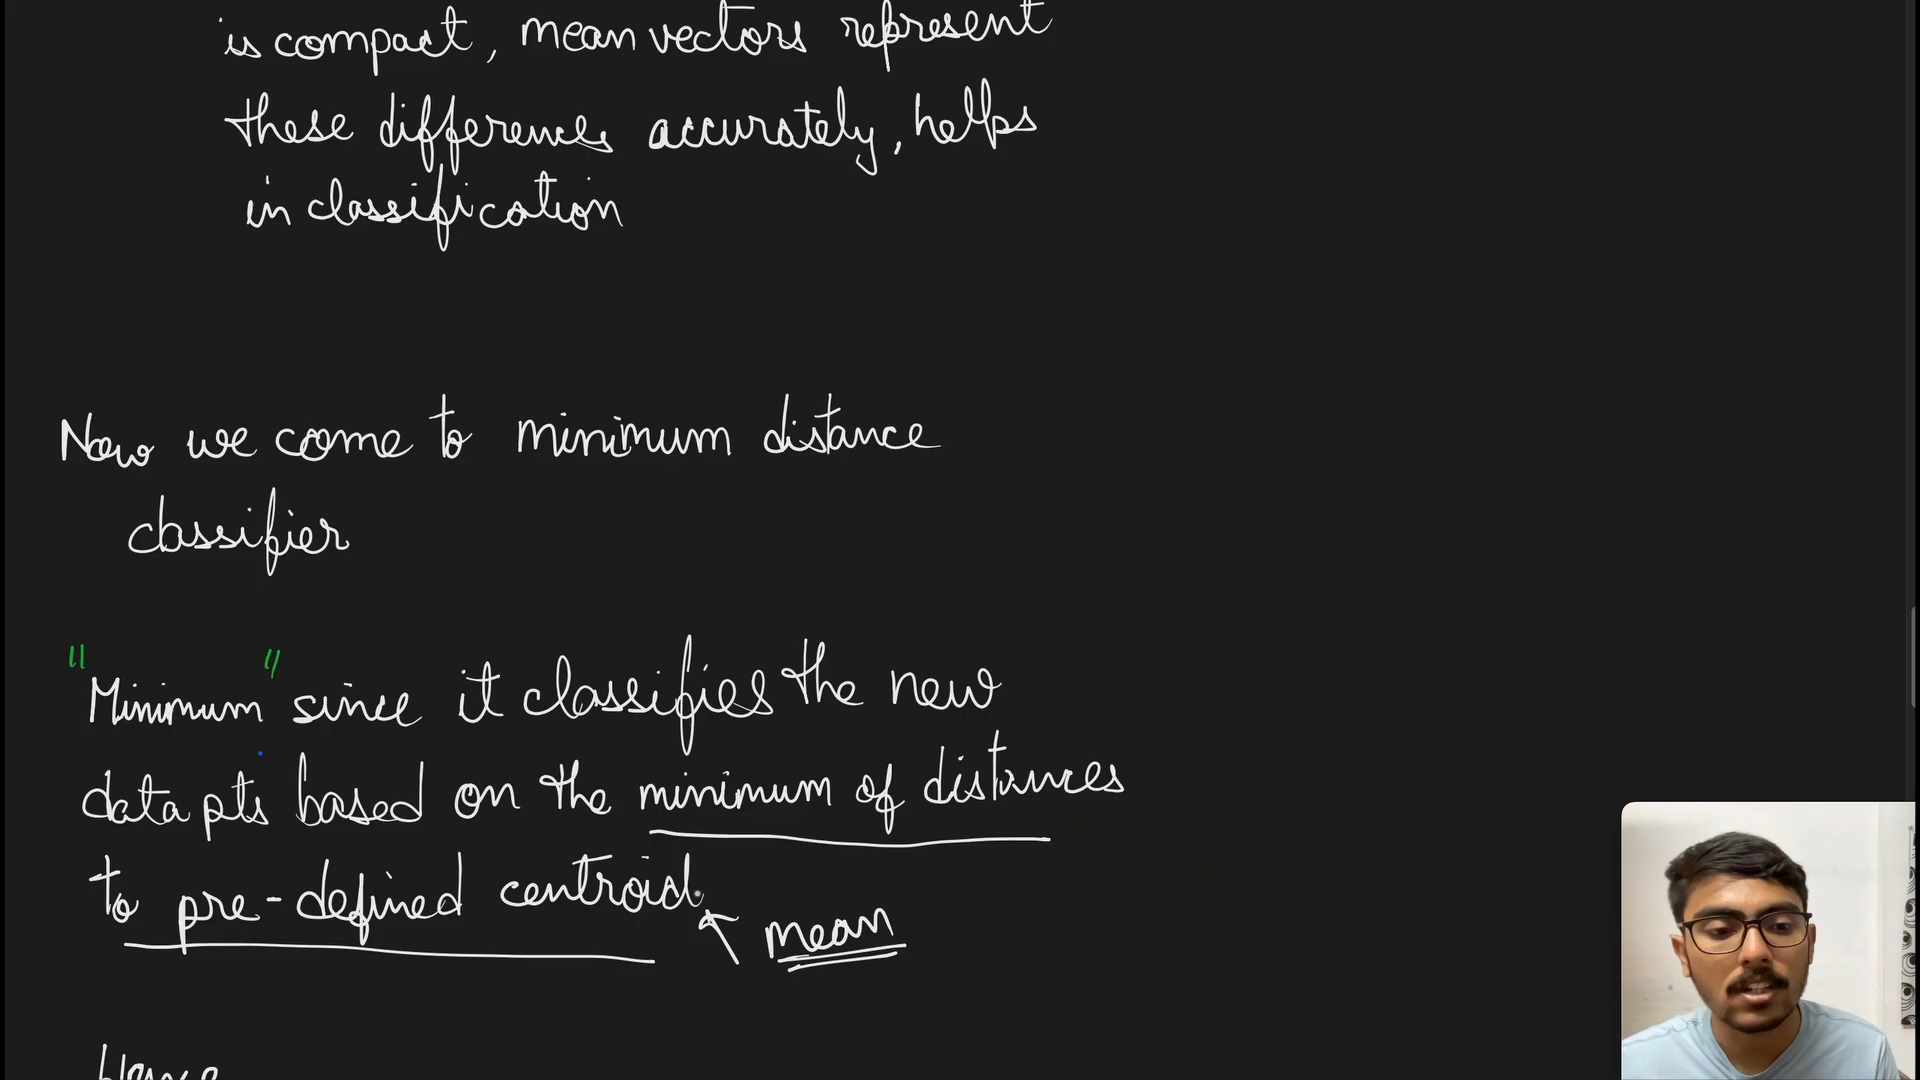 is compact, mean vectors represent
these differences accurately, helps
in classification
Now we come to minimum distance
classifier
"Minimum" since it classifies the new
data pts based on the minimum of distances
to pre-defined centroid.
mean
Hence